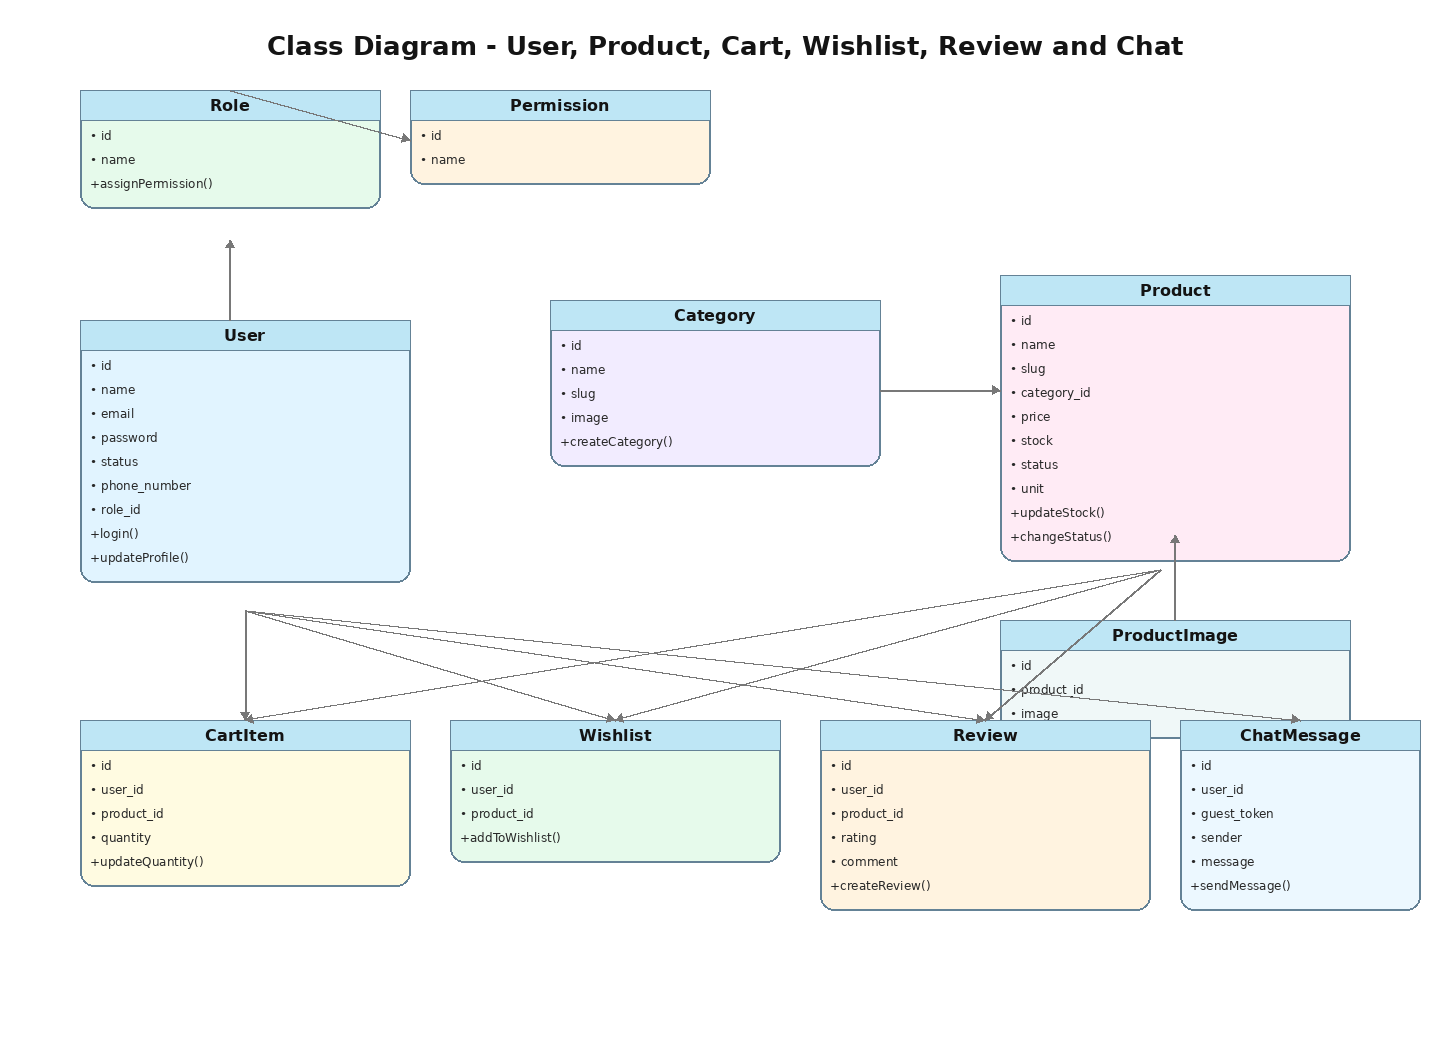 Class Diagram - User, Product, Cart, Wishlist, Review and Chat
Role
• id
• name
+assignPermission()
Permission
• id
• name
User
• id
• name
• email
• password
• status
• phone_number
• role_id
+login()
+updateProfile()
Category
• id
• name
• slug
• image
+createCategory()
Product
• id
• name
• slug
• category_id
• price
• stock
• status
• unit
+updateStock()
+changeStatus()
ProductImage
• id
• product_id
• image
CartItem
• id
• user_id
• product_id
• quantity
+updateQuantity()
Wishlist
• id
• user_id
• product_id
+addToWishlist()
Review
• id
• user_id
• product_id
• rating
• comment
+createReview()
ChatMessage
• id
• user_id
• guest_token
• sender
• message
+sendMessage()